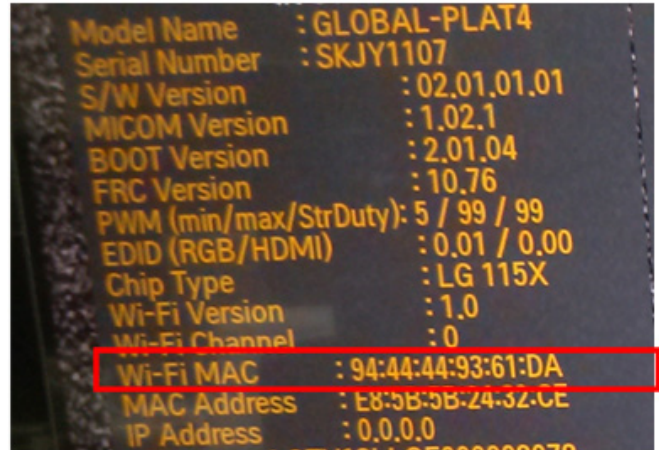 Model Name : GLOBAL-PLAT4
Serial Number : SKJY1107
S/W Version : 02.01.01.01
MICOM Version : 1.02.1
BOOT Version : 2.01.04
FRC Version : 10.76
PWM (min/max/StrDuty): 5 / 99 / 99
EDID (RGB/HDMI) : 0.01 / 0.00
Chip Type : LG 115X
Wi-Fi Version : 1.0
Wi-Fi Channel : 0
Wi-Fi MAC : 94:44:44:93:61:DA
MAC Address : E8:5B:5B:24:32:CE
IP Address : 0.0.0.0